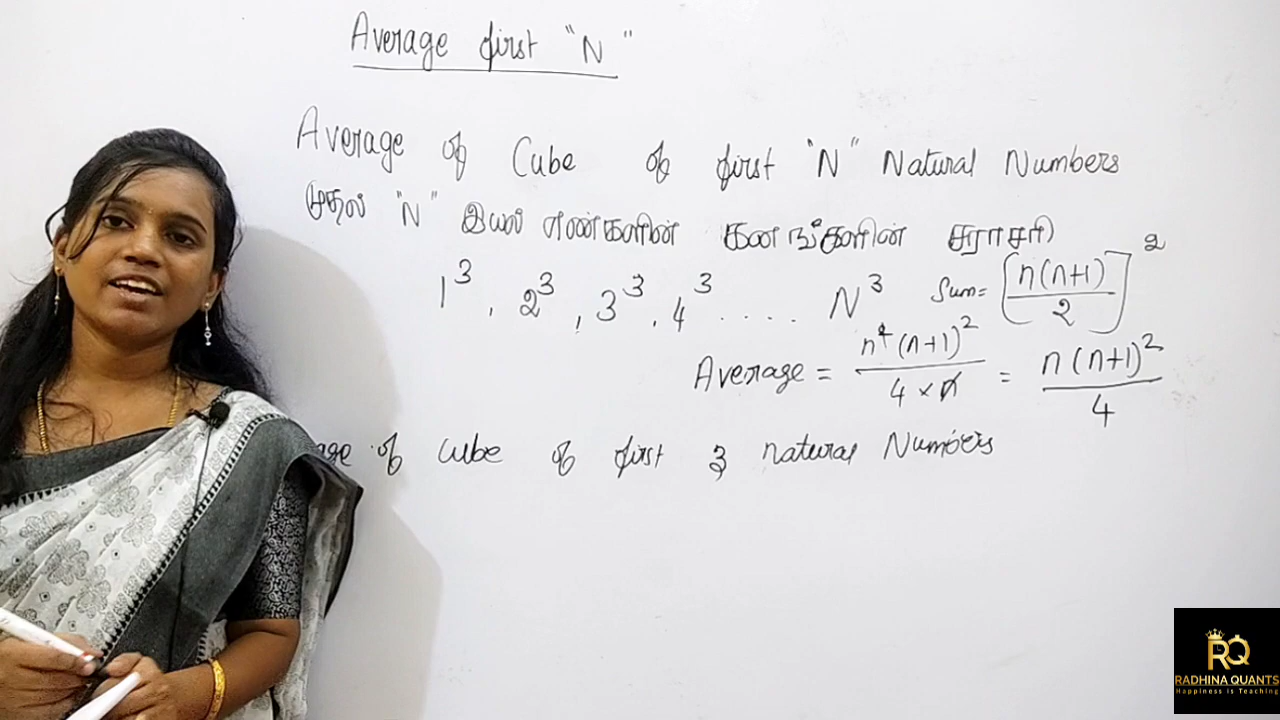 Average first "N"
Average of Cube of first "N" Natural Numbers
முதல் "N" இயல் எண்களின் கனங்களின் சராசரி
1³, 2³, 3³, 4³ ..... N³ Sum = [n(n+1)/2]²
Average = n²(n+1)²/4×n = n(n+1)²/4
age of Cube of first 3 natural Numbers
RQ
RADHINA QUANTS
Happiness is Teaching